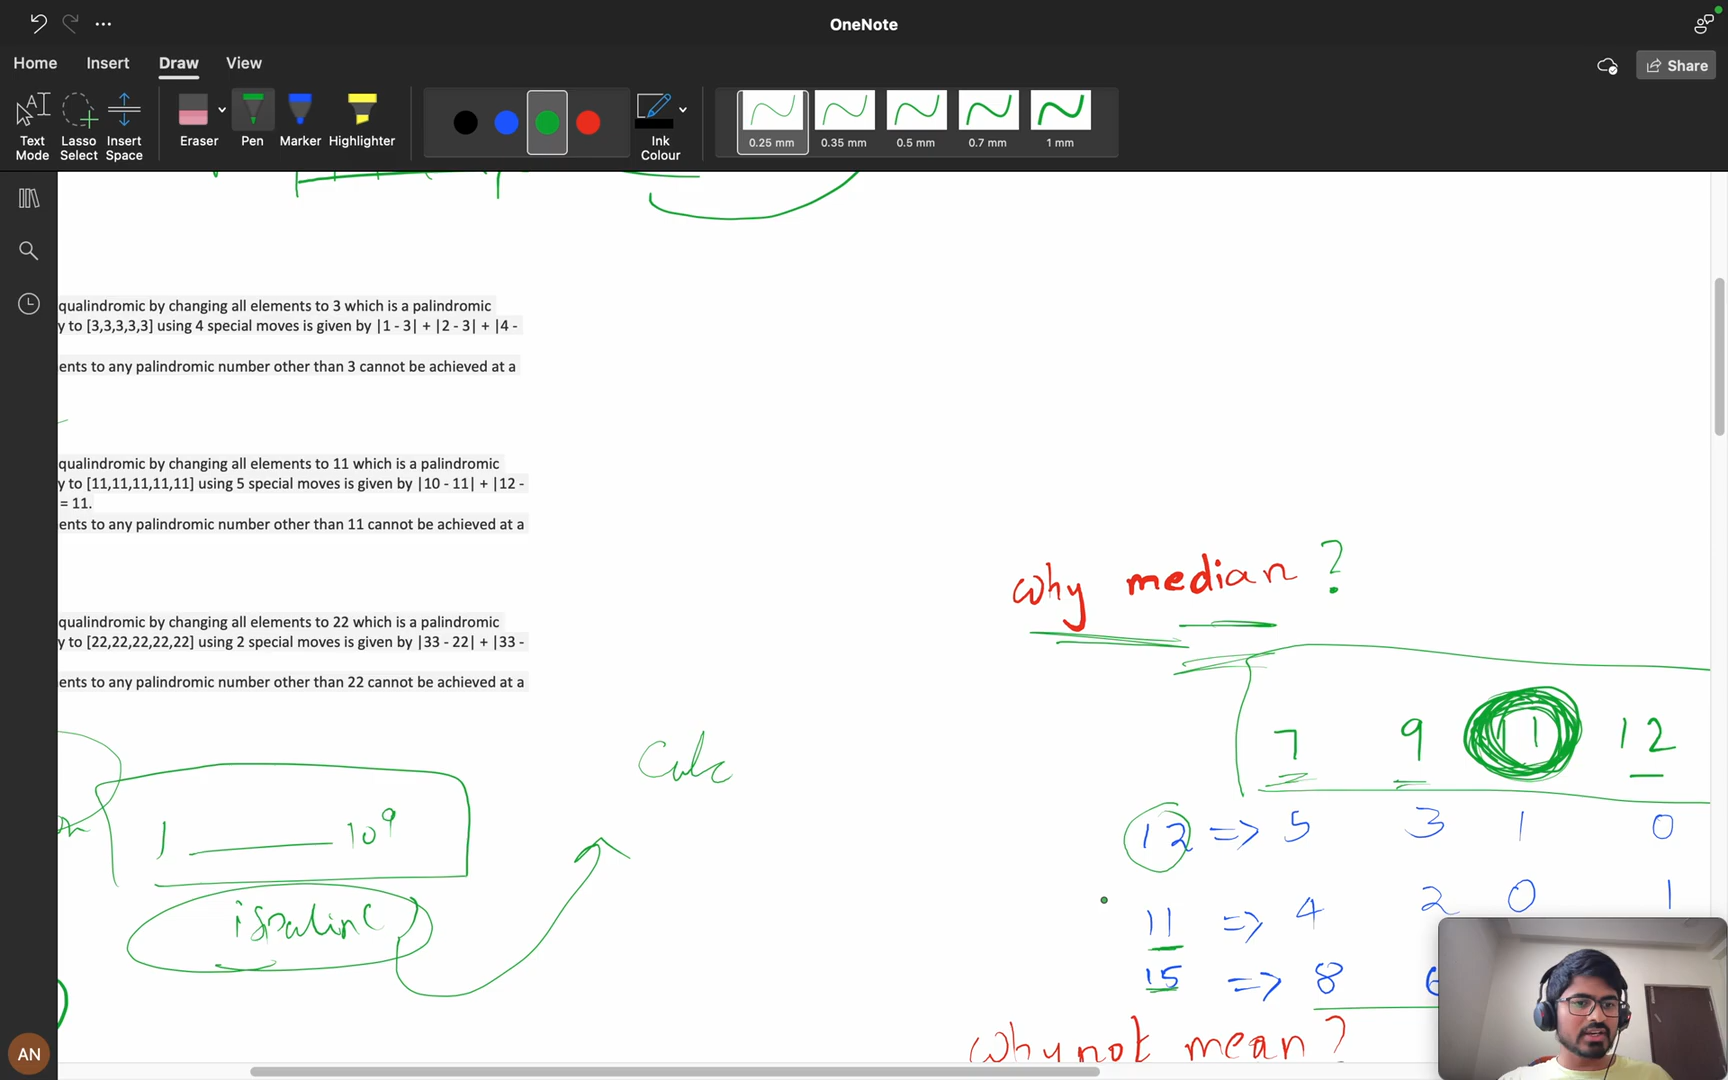 OneNote
Home Insert Draw View
Share
Text Mode
Lasso Select
Insert Space
Eraser
Pen
Marker
Highlighter
Ink Colour
0.25 mm
0.35 mm
0.5 mm
0.7 mm
1 mm
qualindromic by changing all elements to 3 which is a palindromic
y to [3,3,3,3,3] using 4 special moves is given by |1 - 3| + |2 - 3| + |4 -
ents to any palindromic number other than 3 cannot be achieved at a
qualindromic by changing all elements to 11 which is a palindromic
y to [11,11,11,11,11] using 5 special moves is given by |10 - 11| + |12 -
= 11.
ents to any palindromic number other than 11 cannot be achieved at a
qualindromic by changing all elements to 22 which is a palindromic
y to [22,22,22,22,22] using 2 special moves is given by |33 - 22| + |33 -
ents to any palindromic number other than 22 cannot be achieved at a
why median ?
7 9 11 12
Calc
1 10⁹
12 => 5 3 1 0
ispalin(
11 => 4 2 0 1
15 => 8 6
why not mean ?
AN